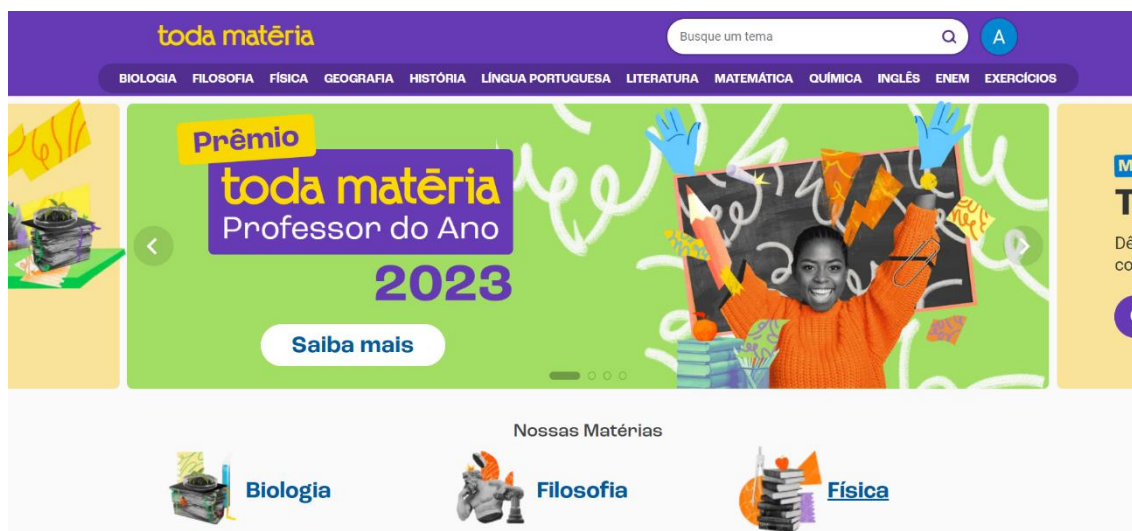 toda matéria
Busque um tema
A
BIOLOGIA FILOSOFIA FÍSICA GEOGRAFIA HISTÓRIA LÍNGUA PORTUGUESA LITERATURA MATEMÁTICA QUÍMICA INGLÊS ENEM EXERCÍCIOS
Prêmio
toda matéria
Professor do Ano
2023
Saiba mais
Nossas Matérias
Biologia
Filosofia
Física